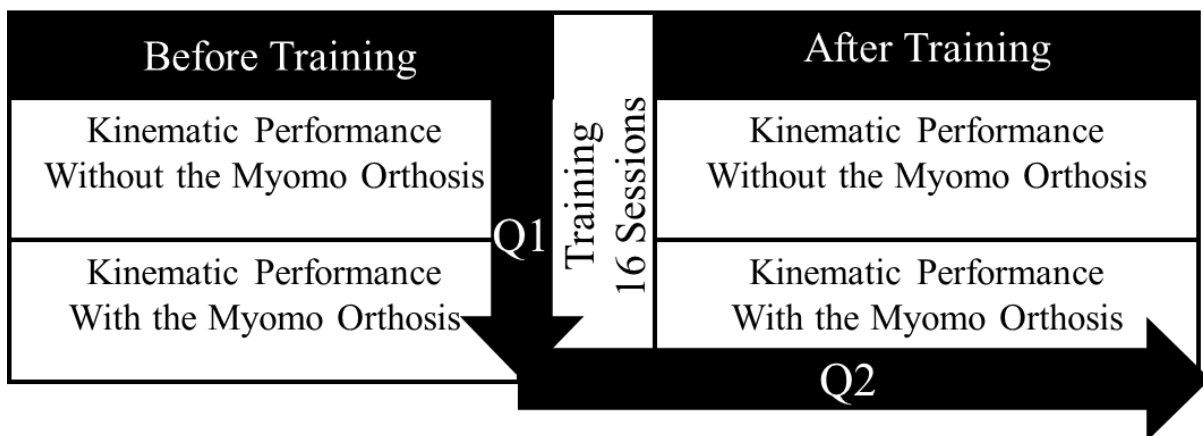 Before Training
Kinematic Performance
Without the Myomo Orthosis
Kinematic Performance
With the Myomo Orthosis
Q1
Training
16 Sessions
After Training
Kinematic Performance
Without the Myomo Orthosis
Kinematic Performance
With the Myomo Orthosis
Q2